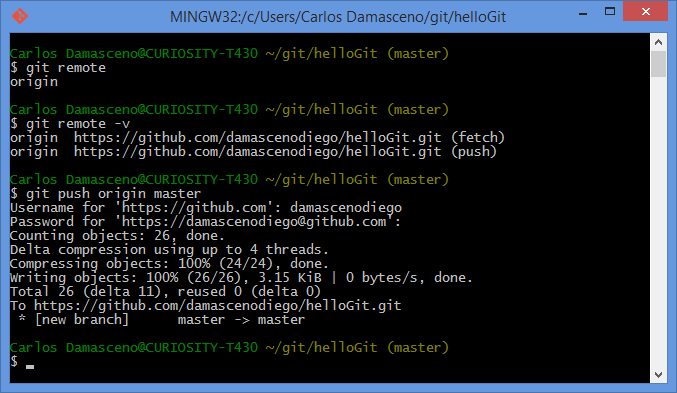 MINGW32:/c/Users/Carlos Damasceno/git/helloGit
Carlos Damasceno@CURIOSITY-T430 ~/git/helloGit (master)
$ git remote
origin
Carlos Damasceno@CURIOSITY-T430 ~/git/helloGit (master)
$ git remote -v
origin  https://github.com/damascenodiego/helloGit.git (fetch)
origin  https://github.com/damascenodiego/helloGit.git (push)
Carlos Damasceno@CURIOSITY-T430 ~/git/helloGit (master)
$ git push origin master
Username for 'https://github.com': damascenodiego
Password for 'https://damascenodiego@github.com':
Counting objects: 26, done.
Delta compression using up to 4 threads.
Compressing objects: 100% (24/24), done.
Writing objects: 100% (26/26), 3.15 KiB | 0 bytes/s, done.
Total 26 (delta 11), reused 0 (delta 0)
To https://github.com/damascenodiego/helloGit.git
 * [new branch]      master -> master
Carlos Damasceno@CURIOSITY-T430 ~/git/helloGit (master)
$